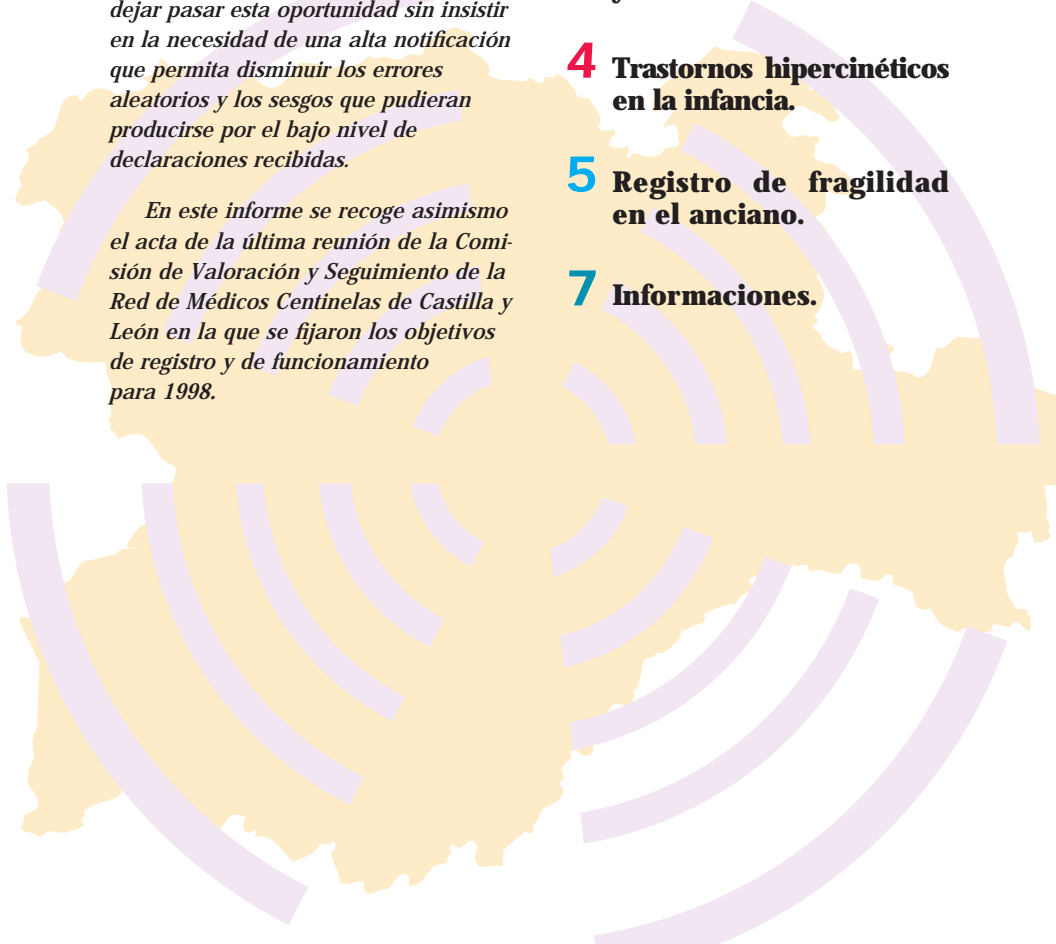 dejar pasar esta oportunidad sin insistir
en la necesidad de una alta notificación
que permita disminuir los errores
aleatorios y los sesgos que pudieran
producirse por el bajo nivel de
declaraciones recibidas.
En este informe se recoge asimismo
el acta de la última reunión de la Comi-
sión de Valoración y Seguimiento de la
Red de Médicos Centinelas de Castilla y
León en la que se fijaron los objetivos
de registro y de funcionamiento
para 1998.
4 Trastornos hipercinéticos
en la infancia.
5 Registro de fragilidad
en el anciano.
7 Informaciones.